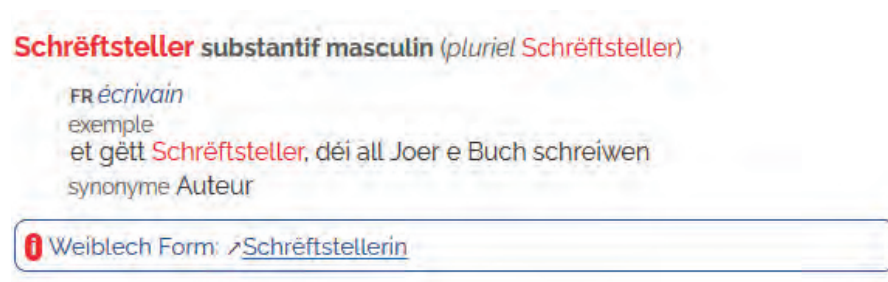 Schrëftsteller substantif masculin (pluriel Schrëftsteller)
FR écrivain
exemple
et gëtt Schrëftsteller, déi all Joer e Buch schreiwen
synonyme Auteur
i Weiblech Form: ↗Schrëftstellerin